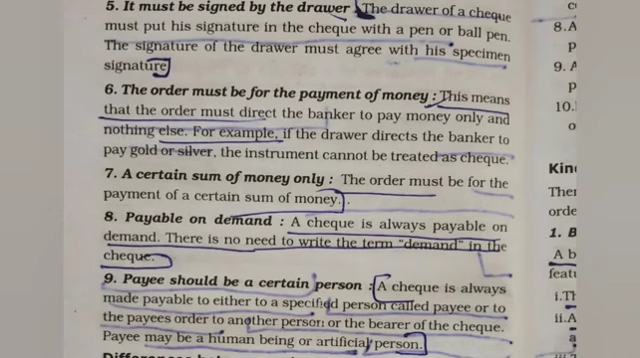 5. It must be signed by the drawer : The drawer of a cheque
must put his signature in the cheque with a pen or ball pen.
The signature of the drawer must agree with his specimen
signature
6. The order must be for the payment of money : This means
that the order must direct the banker to pay money only and
nothing else. For example, if the drawer directs the banker to
pay gold or silver, the instrument cannot be treated as cheque.
7. A certain sum of money only : The order must be for the
payment of a certain sum of money.
8. Payable on demand : A cheque is always payable on
demand. There is no need to write the term "demand" in the
cheque.
9. Payee should be a certain person : A cheque is always
made payable to either to a specified person called payee or to
the payees order to another person or the bearer of the cheque.
Payee may be a human being or artificial person.
8. A
9. A
10.
Kin
Ther
orde
1. B
A b
featu
i. Th
ii. A